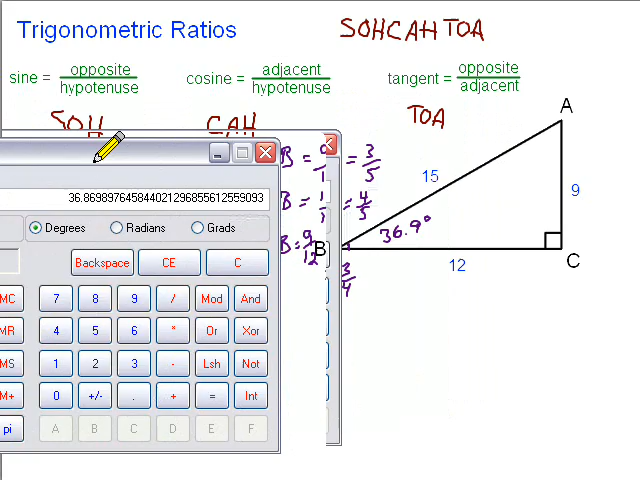 Trigonometric Ratios
SOHCAHTOA
sine = opposite
hypotenuse
cosine = adjacent
hypotenuse
tangent = opposite
adjacent
SOH
CAH
TOA
A
B = = 3/5
15
9
36.869897645844021296855612559093
B = = 4/5
Degrees
Radians
Grads
36.9°
B = 9/12
B
3/4
12
C
Backspace
CE
C
MC
7
8
9
/
Mod
And
MR
4
5
6
*
Or
Xor
MS
1
2
3
-
Lsh
Not
M+
0
+/-
.
+
=
Int
pi
A
B
C
D
E
F